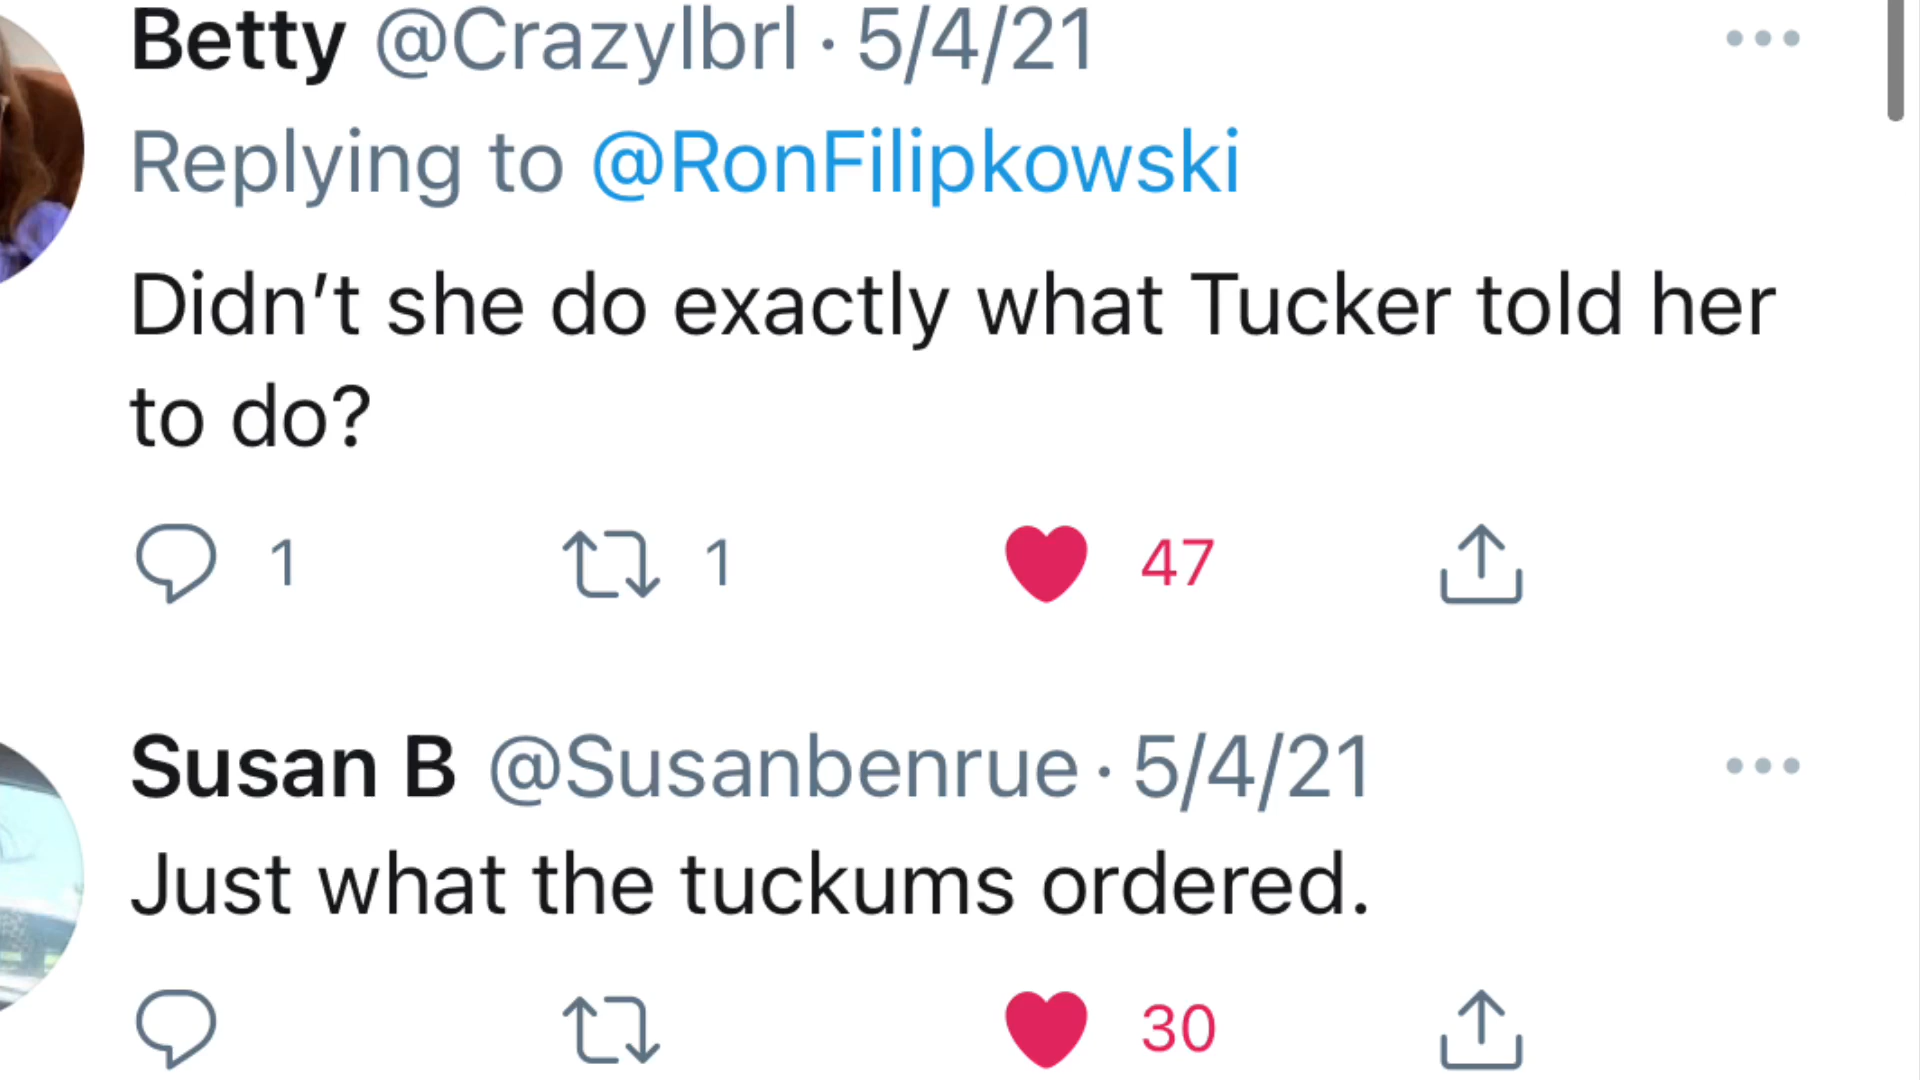 Betty @Crazylbrl · 5/4/21
Replying to @RonFilipkowski
Didn’t she do exactly what Tucker told her
to do?
1 1 47
Susan B @Susanbenrue · 5/4/21
Just what the tuckums ordered.
30